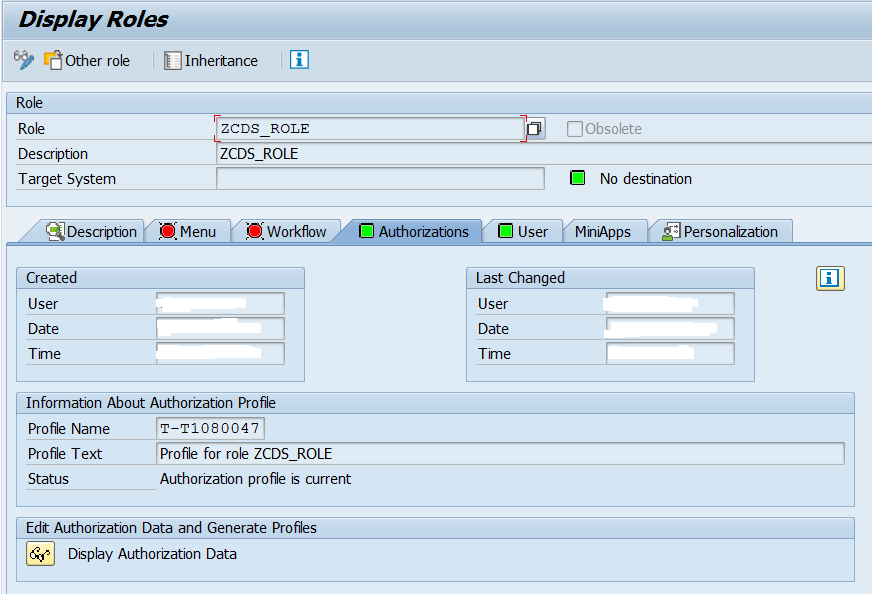 Display Roles
Other role Inheritance
Role
Role ZCDS_ROLE Obsolete
Description ZCDS_ROLE
Target System No destination
Description Menu Workflow Authorizations User MiniApps Personalization
Created Last Changed
User User
Date Date
Time Time
Information About Authorization Profile
Profile Name T-T1080047
Profile Text Profile for role ZCDS_ROLE
Status Authorization profile is current
Edit Authorization Data and Generate Profiles
Display Authorization Data